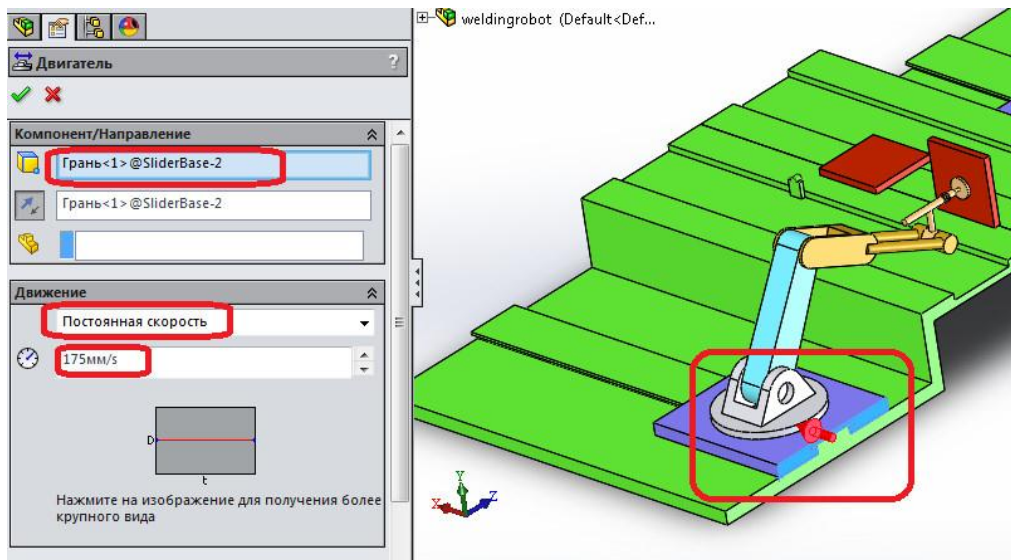 weldingrobot (Default<Def...
Двигатель
?
Компонент/Направление
Грань<1>@SliderBase-2
Грань<1>@SliderBase-2
Движение
Постоянная скорость
175мм/s
D
t
Нажмите на изображение для получения более
крупного вида
Y
X
Z